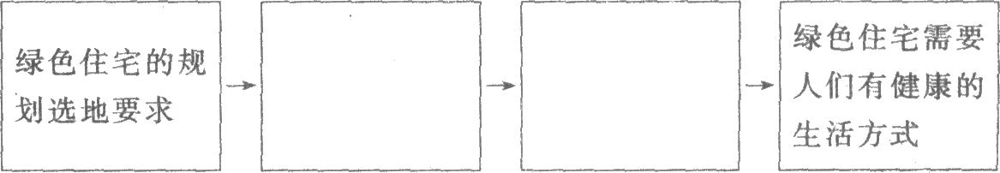 绿色住宅的规
划选地要求
绿色住宅需要
人们有健康的
生活方式